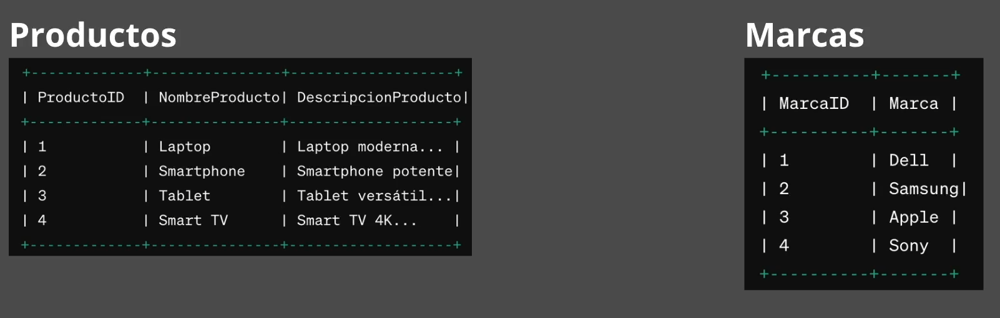 Productos
+-------------+---------------+-------------------+
| ProductoID | NombreProducto| DescripcionProducto|
+-------------+---------------+-------------------+
| 1 | Laptop | Laptop moderna... |
| 2 | Smartphone | Smartphone potente|
| 3 | Tablet | Tablet versátil...|
| 4 | Smart TV | Smart TV 4K... |
+-------------+---------------+-------------------+
Marcas
+----------+-------+
| MarcaID | Marca |
+----------+-------+
| 1 | Dell |
| 2 | Samsung|
| 3 | Apple |
| 4 | Sony |
+----------+-------+